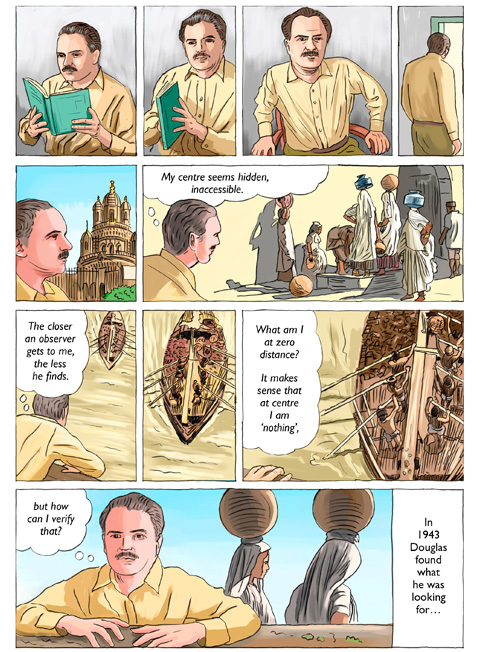 My centre seems hidden,
inaccessible.
The closer
an observer
gets to me,
the less
he finds.
What am I
at zero
distance?
It makes
sense that
at centre
I am
‘nothing’,
but how
can I verify
that?
In
1943
Douglas
found
what
he was
looking
for…